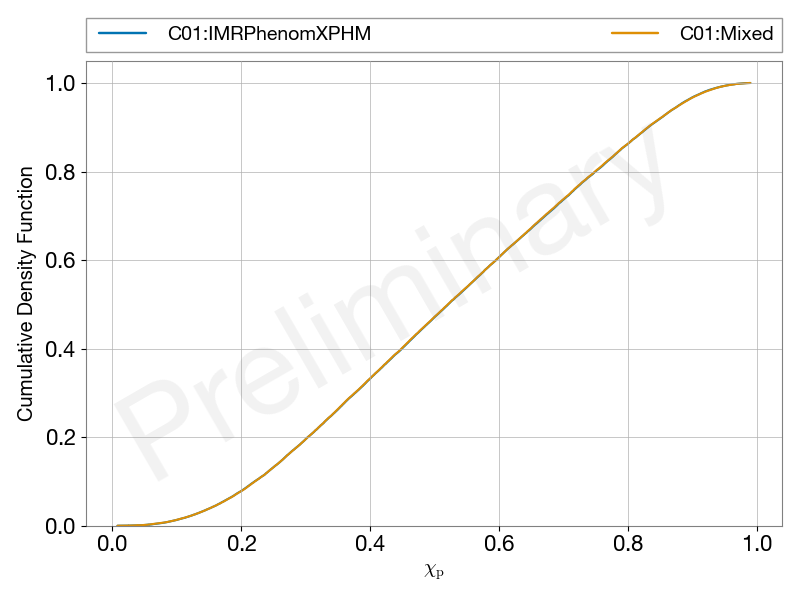 C01:IMRPhenomXPHM C01:Mixed
Cumulative Density Function
1.0
0.8
0.6
0.4
0.2
0.0
Preliminary
0.0 0.2 0.4 0.6 0.8 1.0
χp